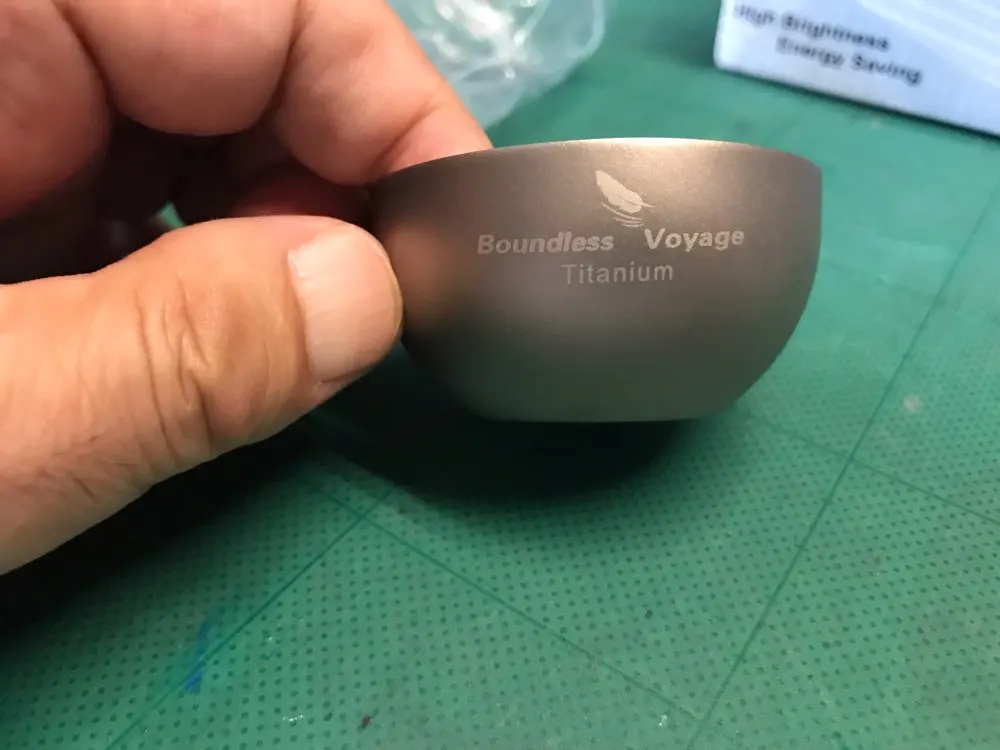 High Brightness
Energy Saving
Boundless Voyage
Titanium